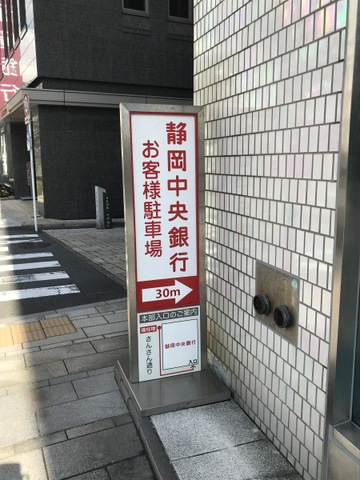 静岡中央銀行
お客様駐車場
30m
本部入口のご案内
現在地
さんさん通り
静岡中央銀行
入口